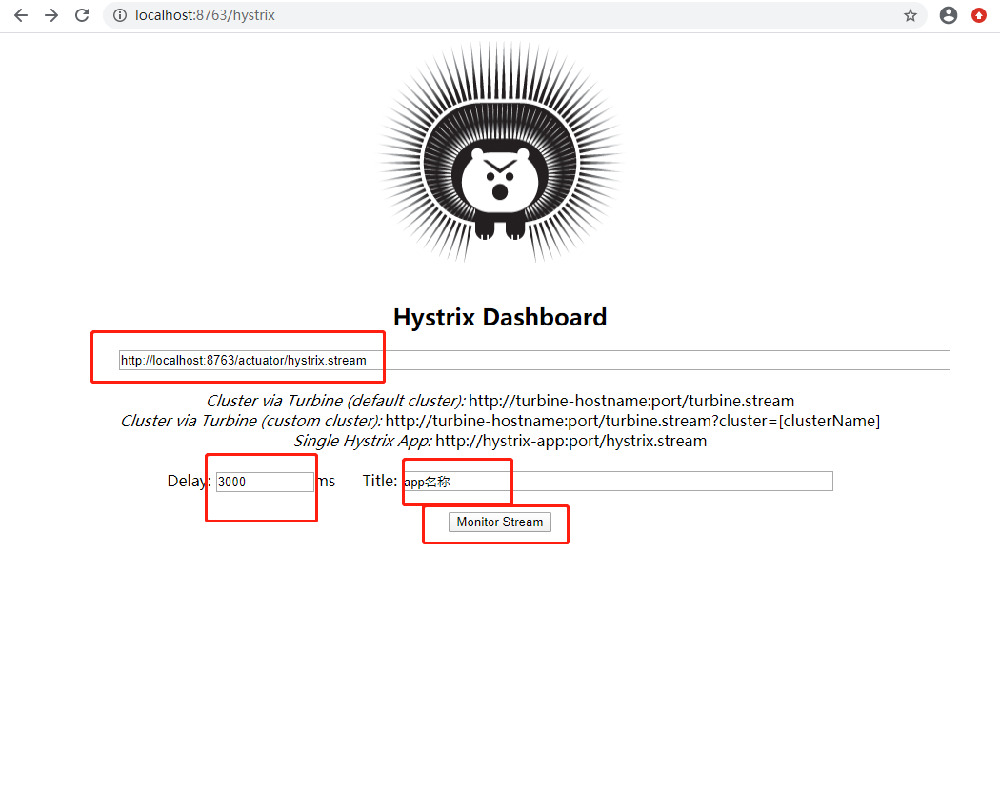 localhost:8763/hystrix
Hystrix Dashboard
http://localhost:8763/actuator/hystrix.stream
Cluster via Turbine (default cluster): http://turbine-hostname:port/turbine.stream
Cluster via Turbine (custom cluster): http://turbine-hostname:port/turbine.stream?cluster=[clusterName]
Single Hystrix App: http://hystrix-app:port/hystrix.stream
Delay: 3000 ms Title: app名称
Monitor Stream